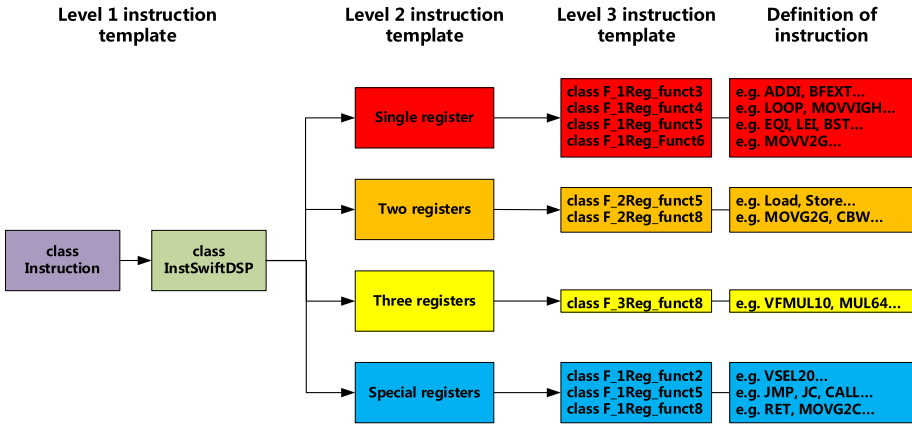 Level 1 instruction
template
Level 2 instruction
template
Level 3 instruction
template
Definition of
instruction
class
Instruction
class
InstSwiftDSP
Single register
class F_1Reg_funct3
class F_1Reg_funct4
class F_1Reg_funct5
class F_1Reg_Funct6
e.g. ADDI, BFEXT...
e.g. LOOP, MOVVIGH...
e.g. EQI, LEI, BST...
e.g. MOVV2G...
Two registers
class F_2Reg_funct5
class F_2Reg_funct8
e.g. Load, Store...
e.g. MOVG2G, CBW...
Three registers
class F_3Reg_funct8
e.g. VFMUL10, MUL64...
Special registers
class F_1Reg_funct2
class F_1Reg_funct5
class F_1Reg_funct8
e.g. VSEL20...
e.g. JMP, JC, CALL...
e.g. RET, MOVG2C...